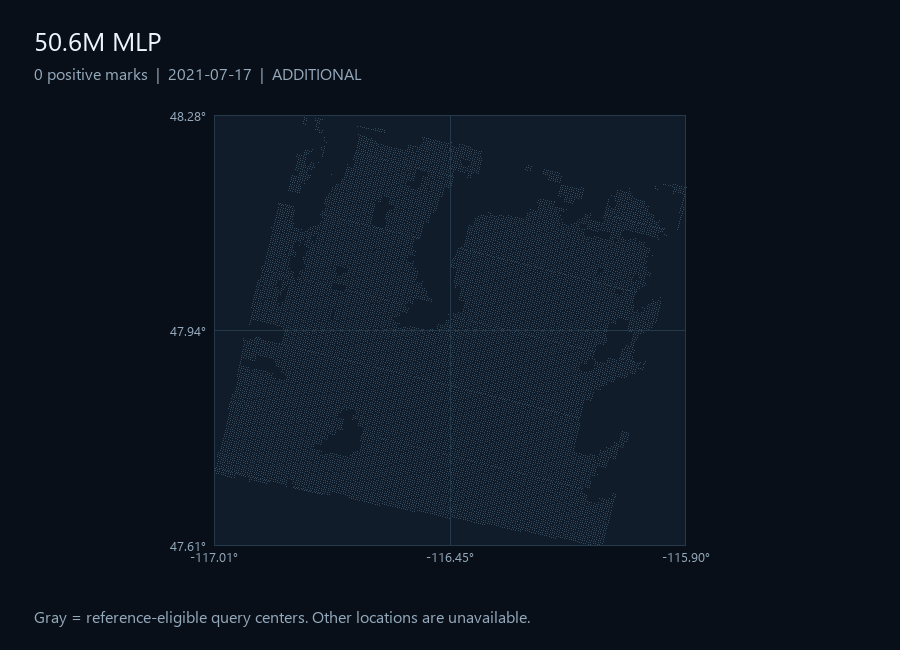 50.6M MLP
0 positive marks | 2021-07-17 | ADDITIONAL
48.28°
47.94°
47.61°
-117.01°
-116.45°
-115.90°
Gray = reference-eligible query centers. Other locations are unavailable.